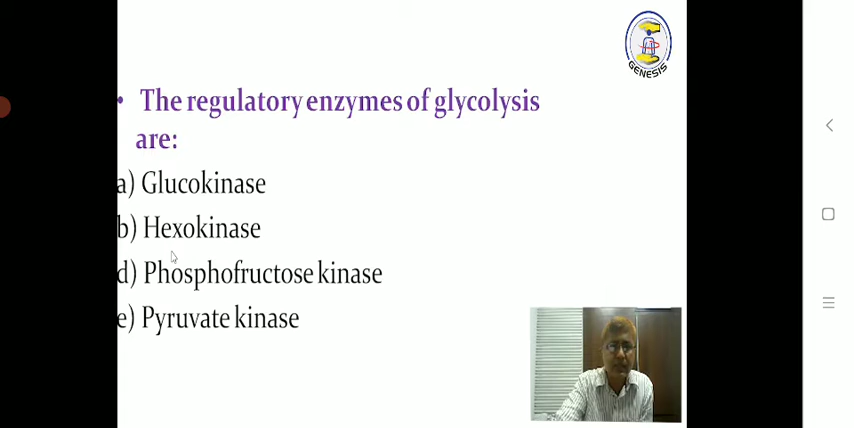 GENESIS
• The regulatory enzymes of glycolysis
are:
a) Glucokinase
b) Hexokinase
d) Phosphofructose kinase
e) Pyruvate kinase